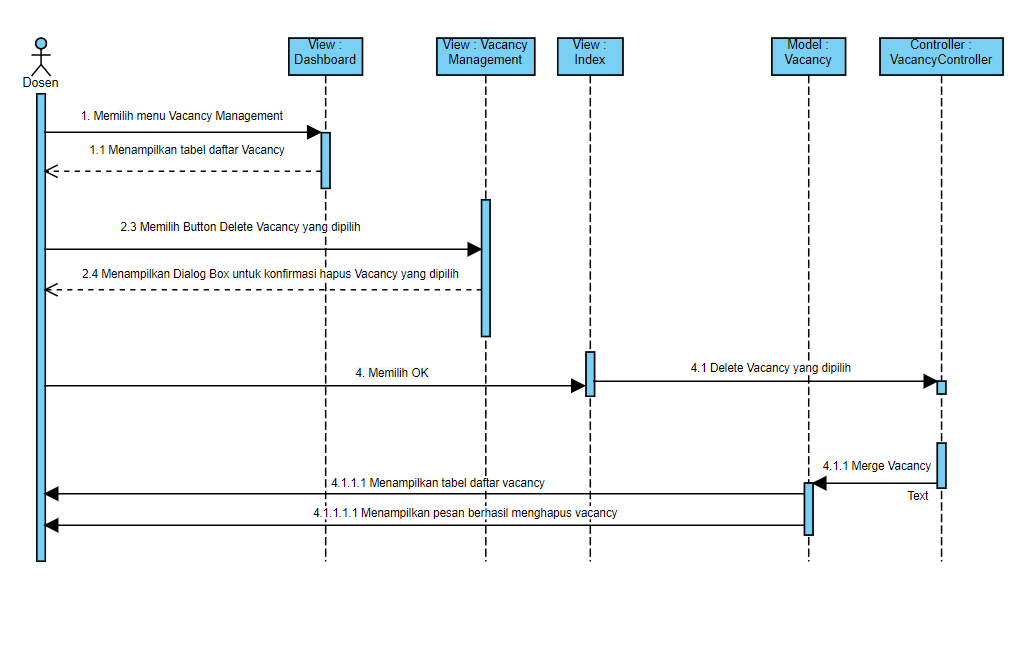 Dosen
View :
Dashboard
View : Vacancy
Management
View :
Index
Model :
Vacancy
Controller :
VacancyController
1. Memilih menu Vacancy Management
1.1 Menampilkan tabel daftar Vacancy
2.3 Memilih Button Delete Vacancy yang dipilih
2.4 Menampilkan Dialog Box untuk konfirmasi hapus Vacancy yang dipilih
4. Memilih OK
4.1 Delete Vacancy yang dipilih
4.1.1 Merge Vacancy
Text
4.1.1.1 Menampilkan tabel daftar vacancy
4.1.1.1.1 Menampilkan pesan berhasil menghapus vacancy